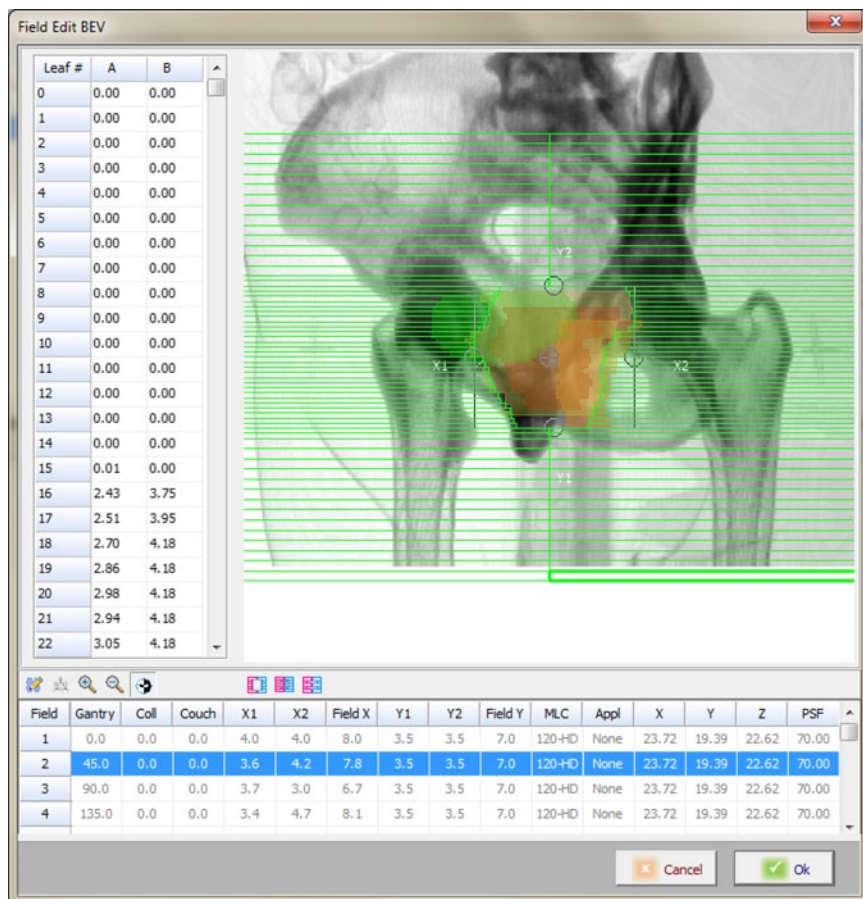 Field Edit BEV
Leaf # A B
0 0.00 0.00
1 0.00 0.00
2 0.00 0.00
3 0.00 0.00
4 0.00 0.00
5 0.00 0.00
6 0.00 0.00
7 0.00 0.00
8 0.00 0.00
9 0.00 0.00
10 0.00 0.00
11 0.00 0.00
12 0.00 0.00
13 0.00 0.00
14 0.00 0.00
15 0.01 0.00
16 2.43 3.75
17 2.51 3.95
18 2.70 4.18
19 2.86 4.18
20 2.98 4.18
21 2.94 4.18
22 3.05 4.18
Y2
X1 X2
Y1
Field Gantry Coll Couch X1 X2 Field X Y1 Y2 Field Y MLC Appl X Y Z PSF
1 0.0 0.0 0.0 4.0 4.0 8.0 3.5 3.5 7.0 120-HD None 23.72 19.39 22.62 70.00
2 45.0 0.0 0.0 3.6 4.2 7.8 3.5 3.5 7.0 120-HD None 23.72 19.39 22.62 70.00
3 90.0 0.0 0.0 3.7 3.0 6.7 3.5 3.5 7.0 120-HD None 23.72 19.39 22.62 70.00
4 135.0 0.0 0.0 3.4 4.7 8.1 3.5 3.5 7.0 120-HD None 23.72 19.39 22.62 70.00
Cancel Ok